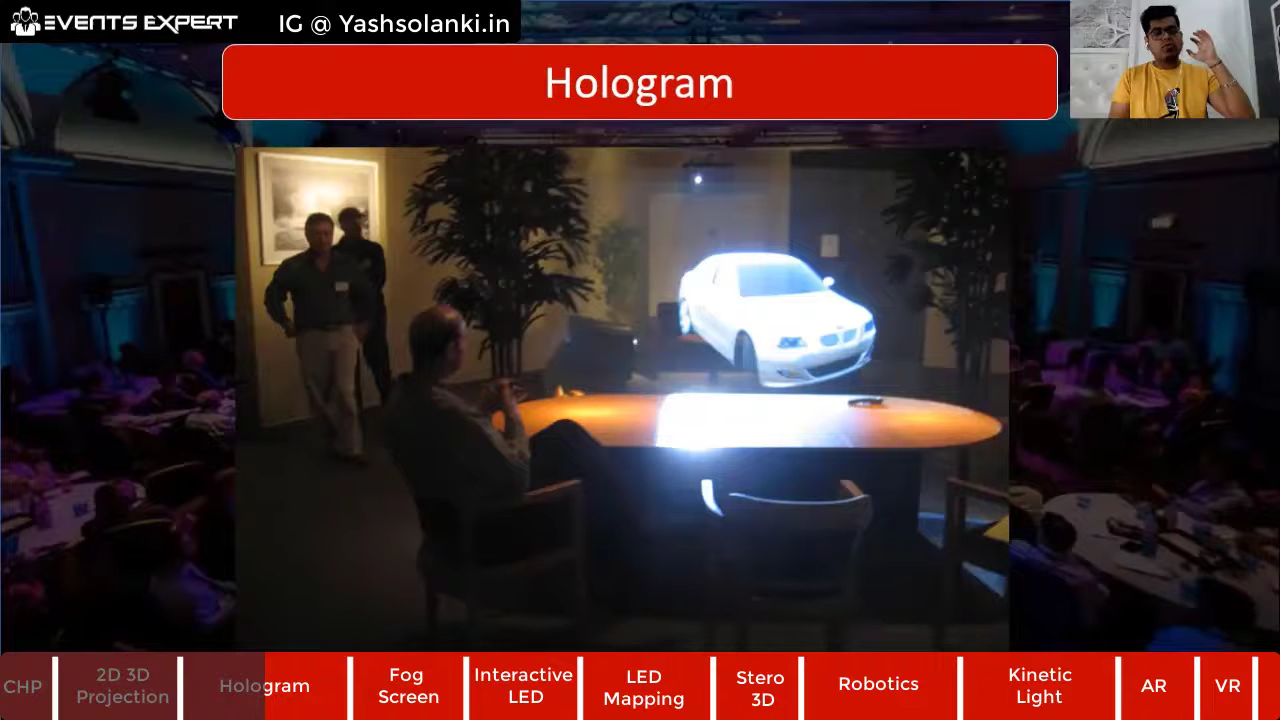 EVENTS EXPERT
IG @ Yashsolanki.in
Hologram
CHP
2D 3D
Projection
Hologram
Fog
Screen
Interactive
LED
LED
Mapping
Stero
3D
Robotics
Kinetic
Light
AR
VR